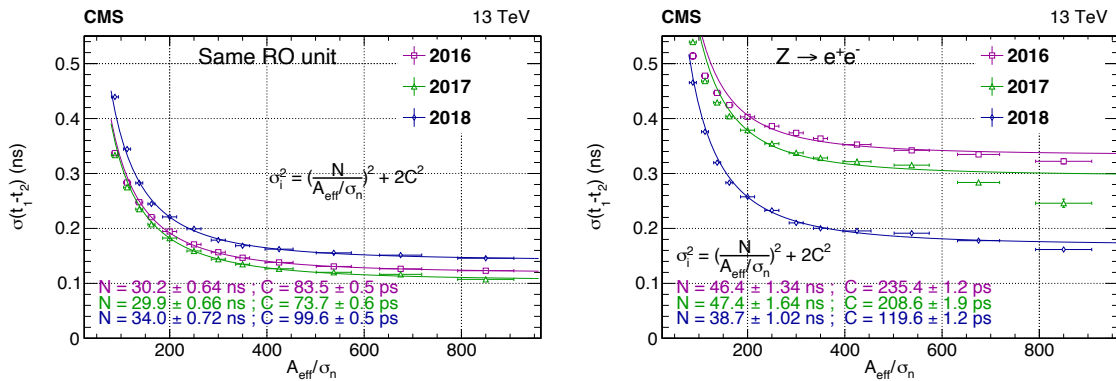 CMS 13 TeV
Same RO unit
2016
2017
2018
σ(t₁-t₂) (ns)
0.5
0.4
0.3
0.2
0.1
0
σᵢ² = (N / A_eff/σₙ)² + 2C²
N = 30.2 ± 0.64 ns ; C = 83.5 ± 0.5 ps
N = 29.9 ± 0.66 ns ; C = 73.7 ± 0.6 ps
N = 34.0 ± 0.72 ns ; C = 99.6 ± 0.5 ps
200 400 600 800
A_eff/σₙ
CMS 13 TeV
Z → e⁺e⁻
2016
2017
2018
σ(t₁-t₂) (ns)
0.5
0.4
0.3
0.2
0.1
0
σᵢ² = (N / A_eff/σₙ)² + 2C²
N = 46.4 ± 1.34 ns ; C = 235.4 ± 1.2 ps
N = 47.4 ± 1.64 ns ; C = 208.6 ± 1.9 ps
N = 38.7 ± 1.02 ns ; C = 119.6 ± 1.2 ps
200 400 600 800
A_eff/σₙ